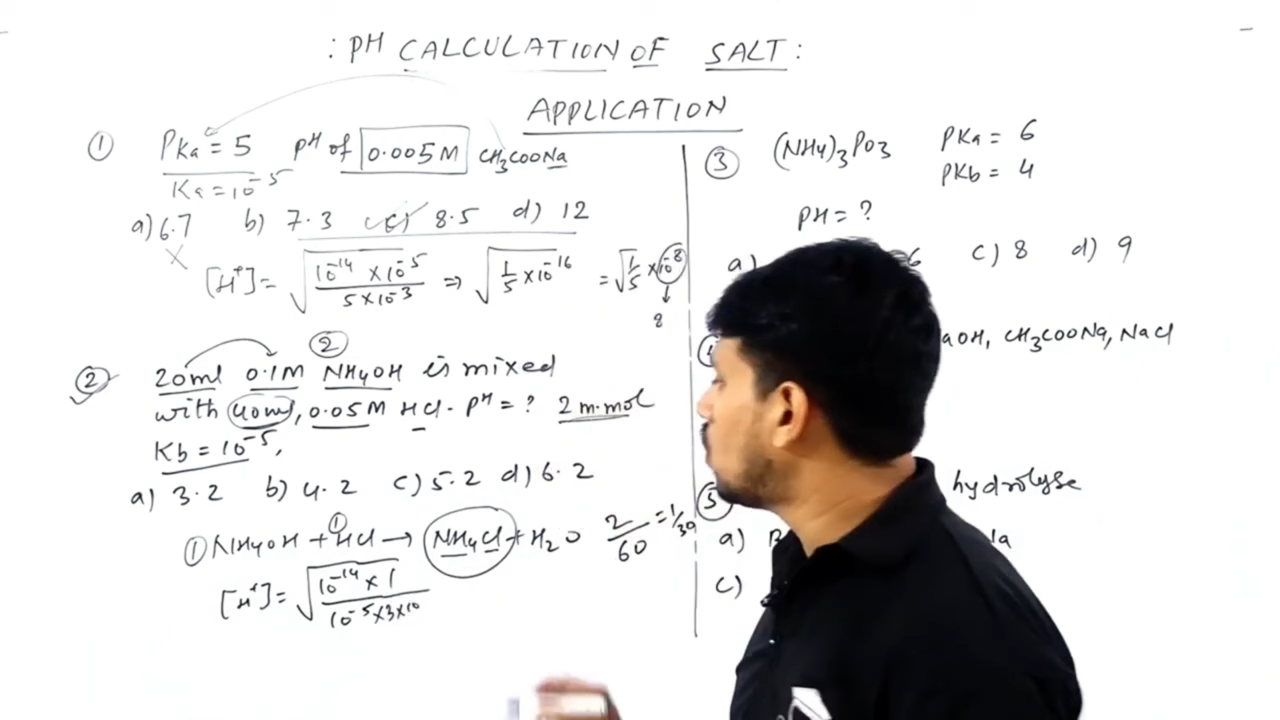 : PH CALCULATION OF SALT :
APPLICATION
① PKa = 5 pH of 0.005M CH3COONa
Ka = 10^-5
a) 6.7 b) 7.3 c) 8.5 d) 12
[H+] = √(10^-14 × 10^-5 / 5×10^-3) ⇒ √(1/5 × 10^-16) = √(1/5) × 10^-8
8
②
② 20ml 0.1M NH4OH is mixed
with 40ml, 0.05M HCl. PH = ? 2 m.mol
Kb = 10^-5,
a) 3.2 b) 4.2 c) 5.2 d) 6.2
①
① NH4OH + HCl → NH4Cl + H2O 2/60 = 1/30
[H+] = √(10^-14 × 1 / 10^-5 × 3×10)
③ (NH4)3PO3 PKa = 6
PKb = 4
PH = ?
a) 6 c) 8 d) 9
aOH, CH3COONa, NaCl
⑤ hydrolyse
a) B la
c)